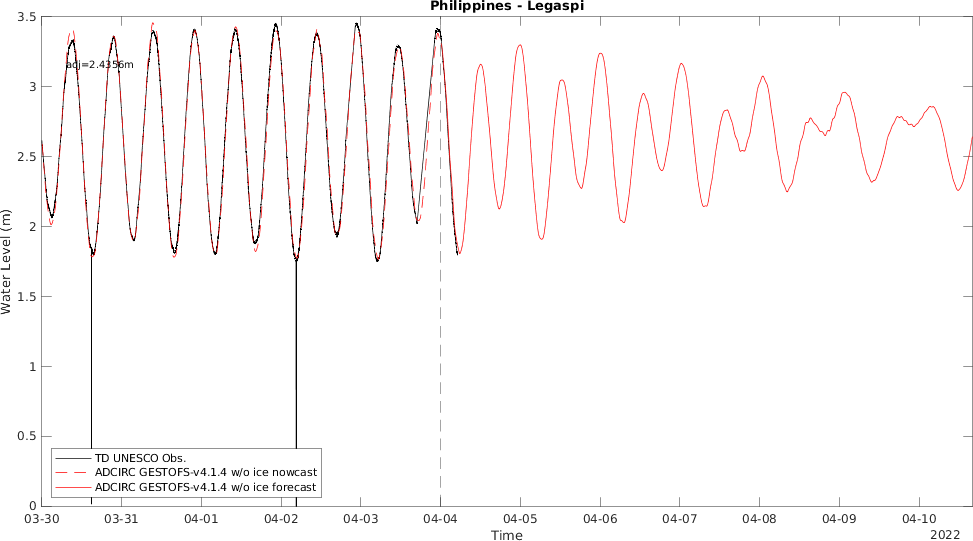 Philippines - Legaspi
3.5
3
2.5
2
1.5
1
0.5
0
Water Level (m)
adj=2.4356m
TD UNESCO Obs.
ADCIRC GESTOFS-v4.1.4 w/o ice nowcast
ADCIRC GESTOFS-v4.1.4 w/o ice forecast
03-30 03-31 04-01 04-02 04-03 04-04 04-05 04-06 04-07 04-08 04-09 04-10
Time
2022